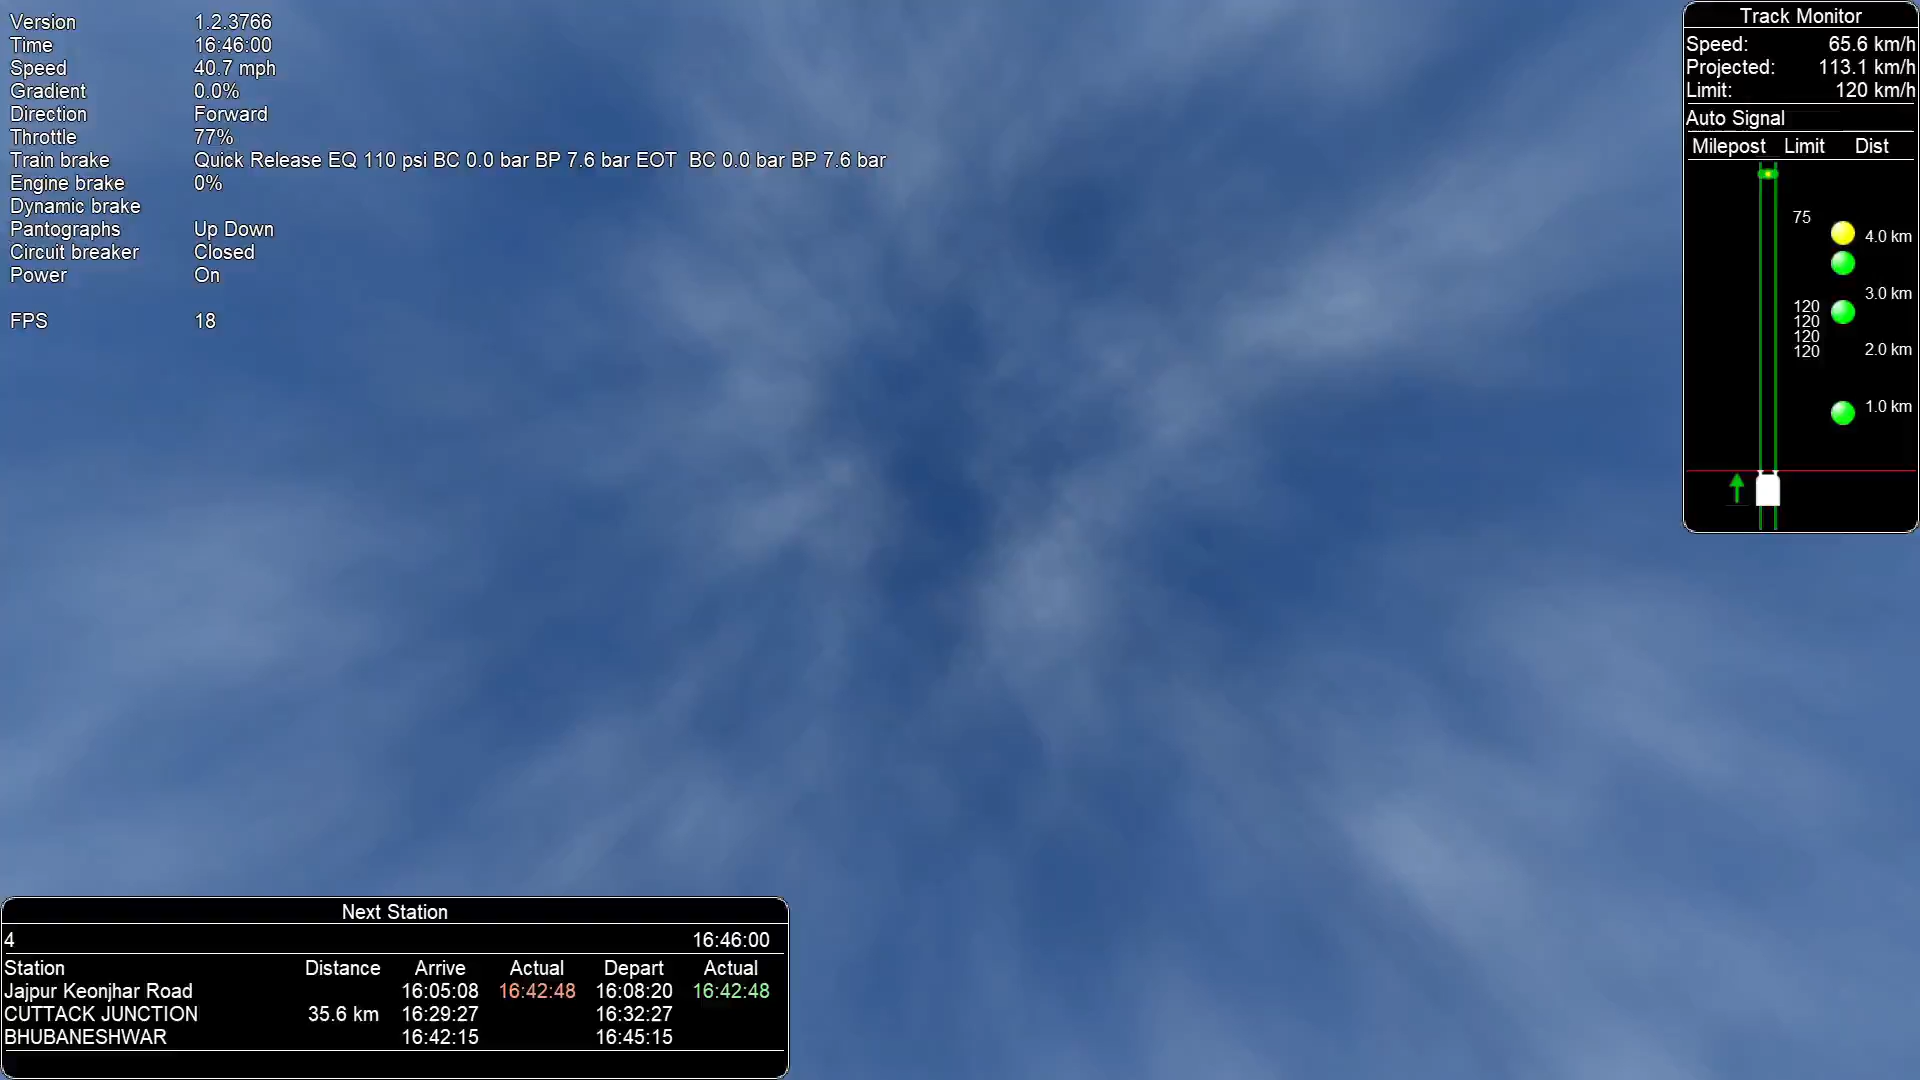 Version 1.2.3766
Time 16:46:00
Speed 40.7 mph
Gradient 0.0%
Direction Forward
Throttle 77%
Train brake Quick Release EQ 110 psi BC 0.0 bar BP 7.6 bar EOT BC 0.0 bar BP 7.6 bar
Engine brake 0%
Dynamic brake
Pantographs Up Down
Circuit breaker Closed
Power On
FPS 18
Track Monitor
Speed: 65.6 km/h
Projected: 113.1 km/h
Limit: 120 km/h
Auto Signal
Milepost Limit Dist
75
4.0 km
3.0 km
120
120
120
120
2.0 km
1.0 km
Next Station
4 16:46:00
Station Distance Arrive Actual Depart Actual
Jajpur Keonjhar Road 16:05:08 16:42:48 16:08:20 16:42:48
CUTTACK JUNCTION 35.6 km 16:29:27 16:32:27
BHUBANESHWAR 16:42:15 16:45:15